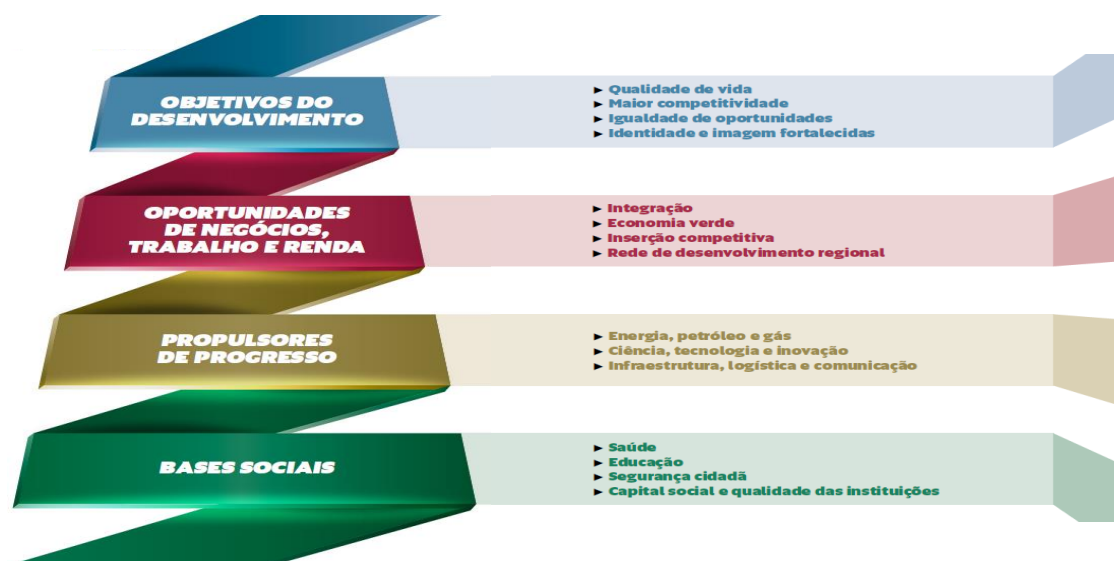 OBJETIVOS DO
DESENVOLVIMENTO
► Qualidade de vida
► Maior competitividade
► Igualdade de oportunidades
► Identidade e imagem fortalecidas
OPORTUNIDADES
DE NEGÓCIOS,
TRABALHO E RENDA
► Integração
► Economia verde
► Inserção competitiva
► Rede de desenvolvimento regional
PROPULSORES
DE PROGRESSO
► Energia, petróleo e gás
► Ciência, tecnologia e inovação
► Infraestrutura, logística e comunicação
BASES SOCIAIS
► Saúde
► Educação
► Segurança cidadã
► Capital social e qualidade das instituições